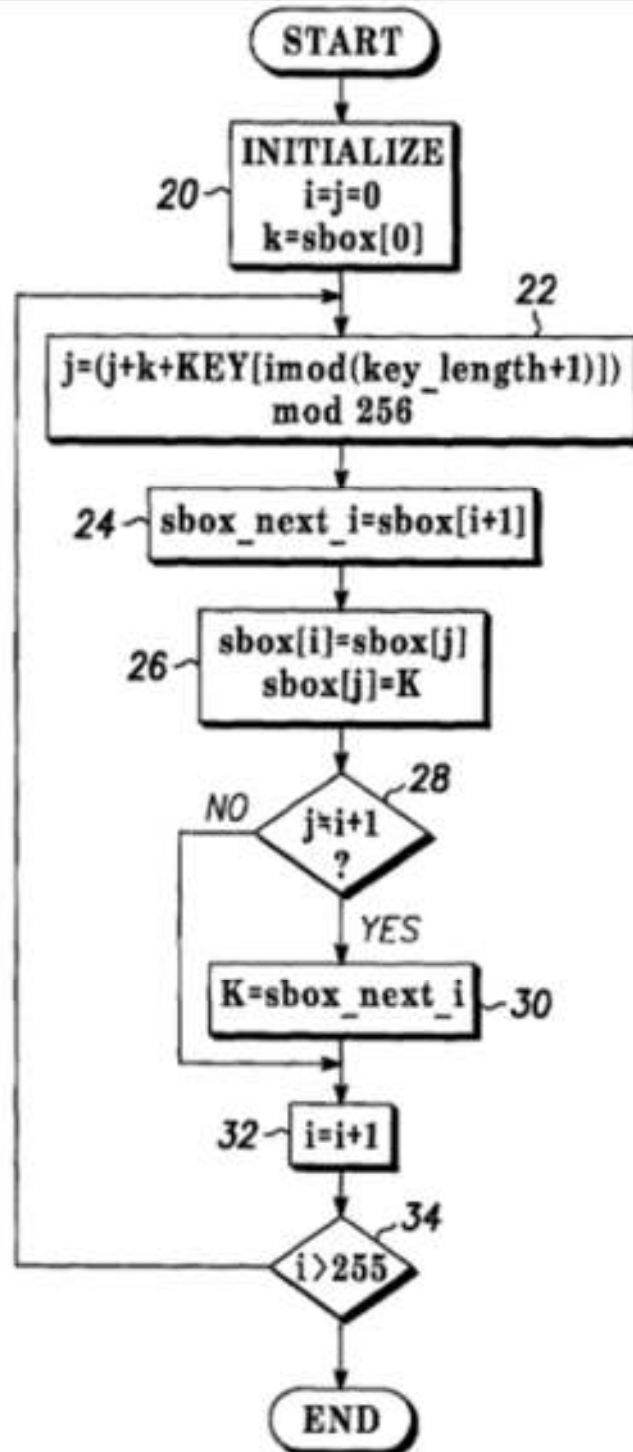 START
INITIALIZE
20
i=j=0
k=sbox[0]
22
j=(j+k+KEY[imod(key_length+1)])
mod 256
24
sbox_next_i=sbox[i+1]
26
sbox[i]=sbox[j]
sbox[j]=K
28
NO
j≒i+1
?
YES
K=sbox_next_i
30
32
i=i+1
34
i>255
END